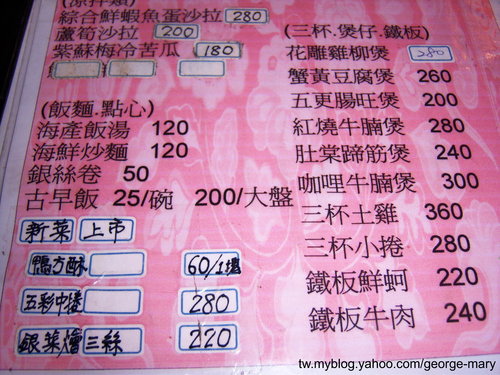 綜合鮮蝦魚蛋沙拉 280
蘆筍沙拉 200
紫蘇梅冷苦瓜 180
(飯麵.點心)
海產飯湯 120
海鮮炒麵 120
銀絲卷 50
古早飯 25/碗 200/大盤
新菜 上市
鴨方酥 60/1塊
五彩中捲 280
銀菜燴三絲 220
(三杯.煲仔.鐵板)
花雕雞柳煲 280
蟹黃豆腐煲 260
五更腸旺煲 200
紅燒牛腩煲 280
肚棠蹄筋煲 240
咖哩牛腩煲 300
三杯土雞 360
三杯小捲 280
鐵板鮮蚵 220
鐵板牛肉 240
tw.myblog.yahoo.com/george-mary